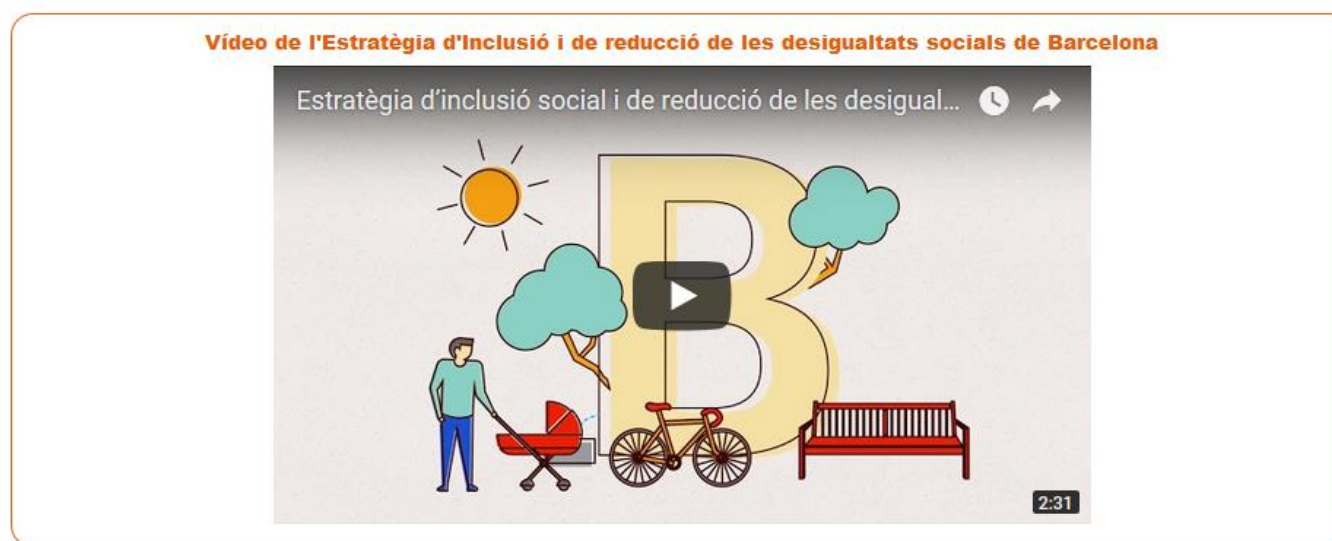 Vídeo de l'Estratègia d'Inclusió i de reducció de les desigualtats socials de Barcelona
Estratègia d’inclusió social i de reducció de les desigual...
B
2:31